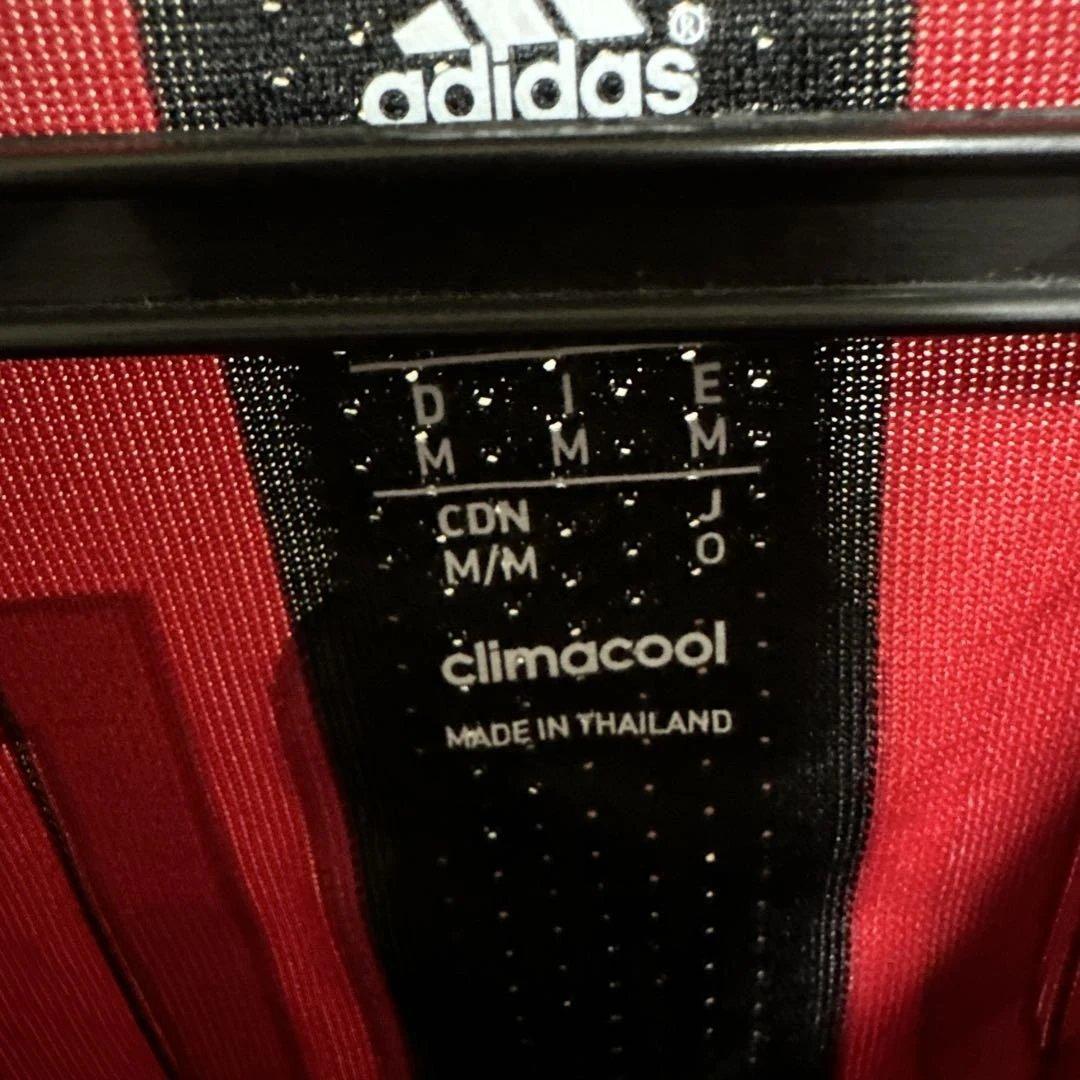 adidas®
D I E
M M M
CDN J
M/M O
climacool
MADE IN THAILAND